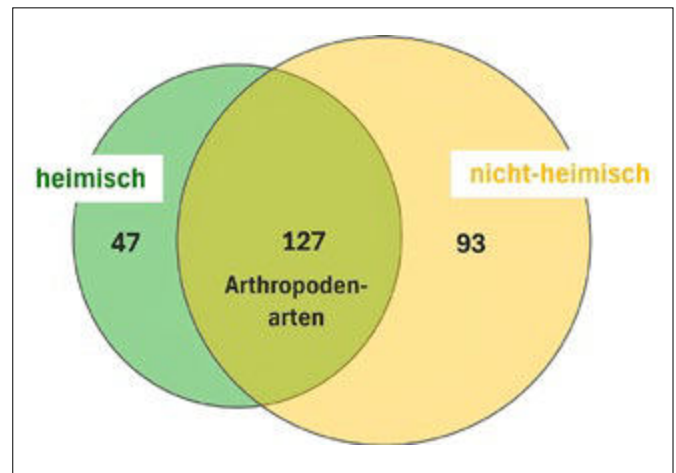 heimisch
nicht-heimisch
47
127
93
Arthropoden-
arten